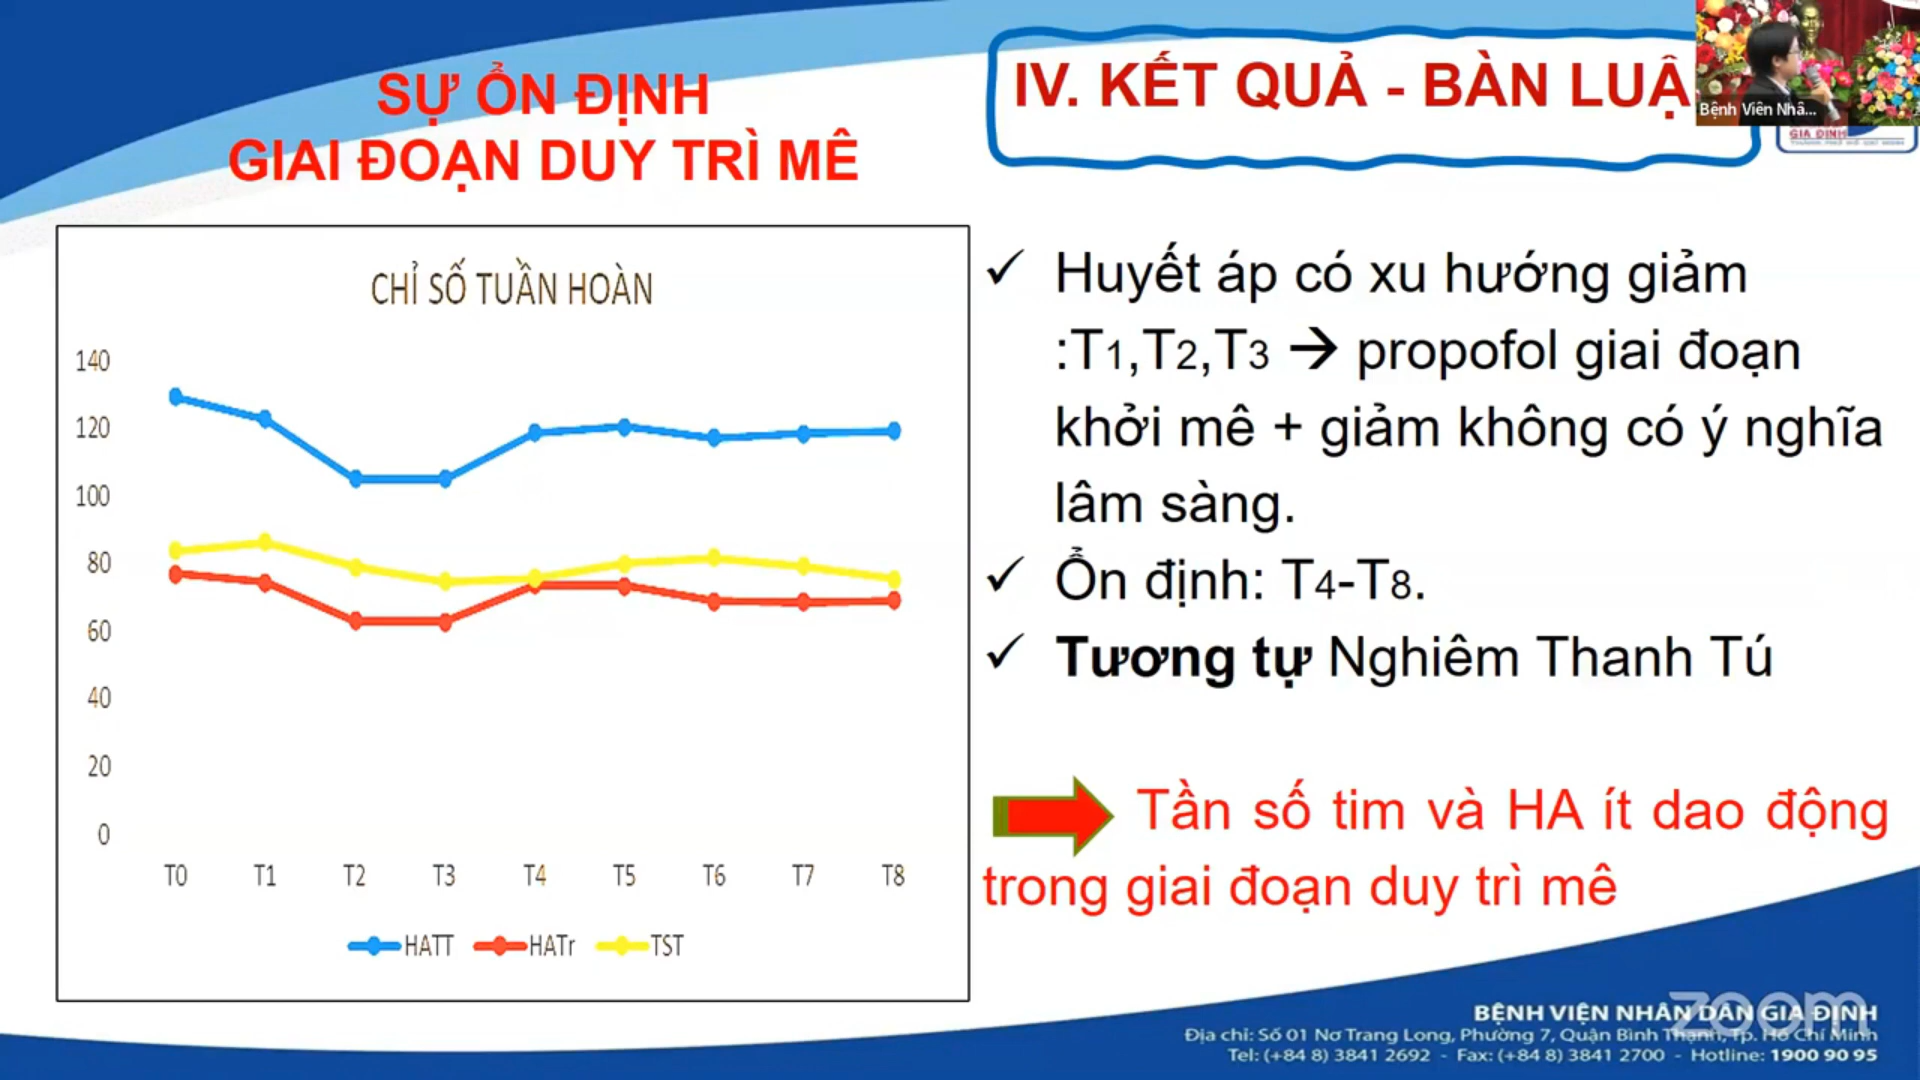 SỰ ỔN ĐỊNH
GIAI ĐOẠN DUY TRÌ MÊ
IV. KẾT QUẢ - BÀN LUẬ
Bệnh Viên Nhâ...
GIA ĐỊNH
CHỈ SỐ TUẦN HOÀN
140
120
100
80
60
40
20
0
T0 T1 T2 T3 T4 T5 T6 T7 T8
HATT HATr TST
✓ Huyết áp có xu hướng giảm
:T1,T2,T3 → propofol giai đoạn
khởi mê + giảm không có ý nghĩa
lâm sàng.
✓ Ổn định: T4-T8.
✓ Tương tự Nghiêm Thanh Tú
Tần số tim và HA ít dao động
trong giai đoạn duy trì mê
zoom
BỆNH VIỆN NHÂN DÂN GIA ĐỊNH
Địa chỉ: Số 01 Nơ Trang Long, Phường 7, Quận Bình Thạnh, Tp. Hồ Chí Minh
Tel: (+84 8) 3841 2692 - Fax: (+84 8) 3841 2700 - Hotline: 1900 90 95